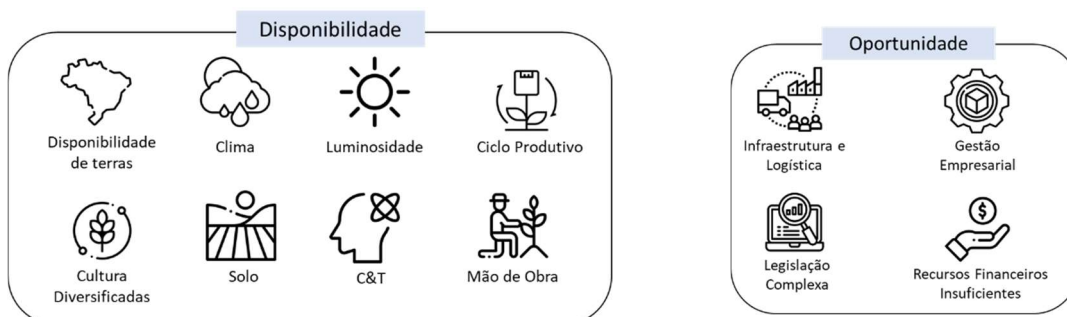 Disponibilidade
Disponibilidade
de terras
Clima
Luminosidade
Ciclo Produtivo
Cultura
Diversificadas
Solo
C&T
Mão de Obra
Oportunidade
Infraestrutura e
Logística
Gestão
Empresarial
Legislação
Complexa
Recursos Financeiros
Insuficientes